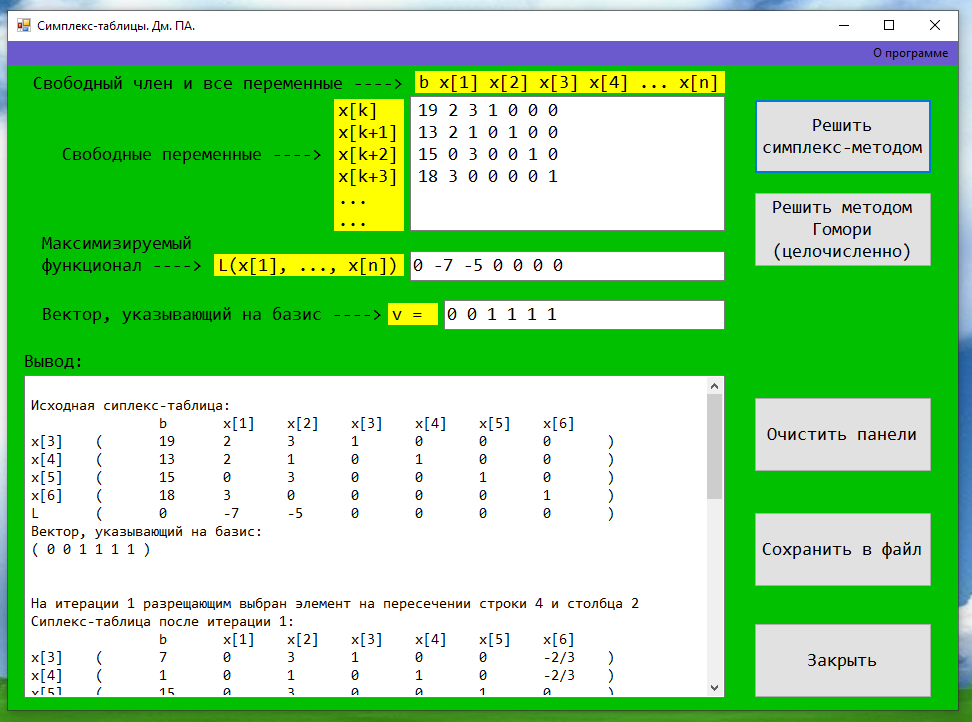 Симплекс-таблицы. Дм. ПА.
О программе
Свободный член и все переменные ----> b x[1] x[2] x[3] x[4] ... x[n]
x[k] 19 2 3 1 0 0 0
x[k+1] 13 2 1 0 1 0 0
Свободные переменные ----> x[k+2] 15 0 3 0 0 1 0
x[k+3] 18 3 0 0 0 0 1
...
...
Решить
симплекс-методом
Решить методом
Гомори
(целочисленно)
Максимизируемый
функционал ----> L(x[1], ..., x[n]) 0 -7 -5 0 0 0 0
Вектор, указывающий на базис ----> v = 0 0 1 1 1 1
Вывод:
Исходная сиплекс-таблица:
b x[1] x[2] x[3] x[4] x[5] x[6]
x[3] ( 19 2 3 1 0 0 0 )
x[4] ( 13 2 1 0 1 0 0 )
x[5] ( 15 0 3 0 0 1 0 )
x[6] ( 18 3 0 0 0 0 1 )
L ( 0 -7 -5 0 0 0 0 )
Вектор, указывающий на базис:
( 0 0 1 1 1 1 )
На итерации 1 разрещающим выбран элемент на пересечении строки 4 и столбца 2
Сиплекс-таблица после итерации 1:
b x[1] x[2] x[3] x[4] x[5] x[6]
x[3] ( 7 0 3 1 0 0 -2/3 )
x[4] ( 1 0 1 0 1 0 -2/3 )
x[5] ( 15 0 3 0 0 1 0 )
Очистить панели
Сохранить в файл
Закрыть